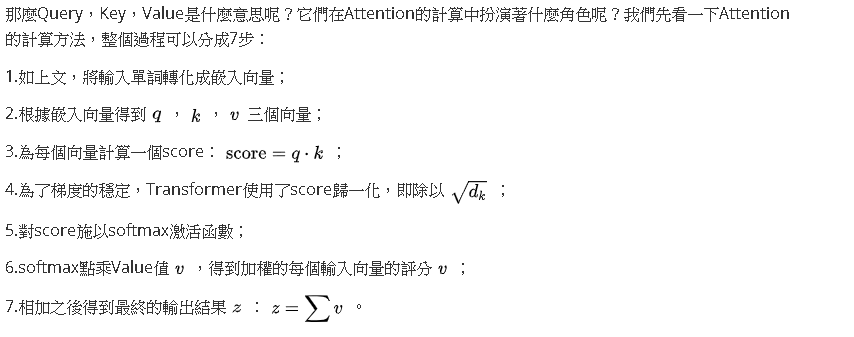 那麼Query，Key，Value是什麼意思呢？它們在Attention的計算中扮演著什麼角色呢？我們先看一下Attention
的計算方法，整個過程可以分成7步：
1.如上文，將輸入單詞轉化成嵌入向量；
2.根據嵌入向量得到 q ， k ， v 三個向量；
3.為每個向量計算一個score： score = q · k ；
4.為了梯度的穩定，Transformer使用了score歸一化，即除以 √d_k ；
5.對score施以softmax激活函數；
6.softmax點乘Value值 v ，得到加權的每個輸入向量的評分 v ；
7.相加之後得到最終的輸出結果 z ： z = ∑ v 。